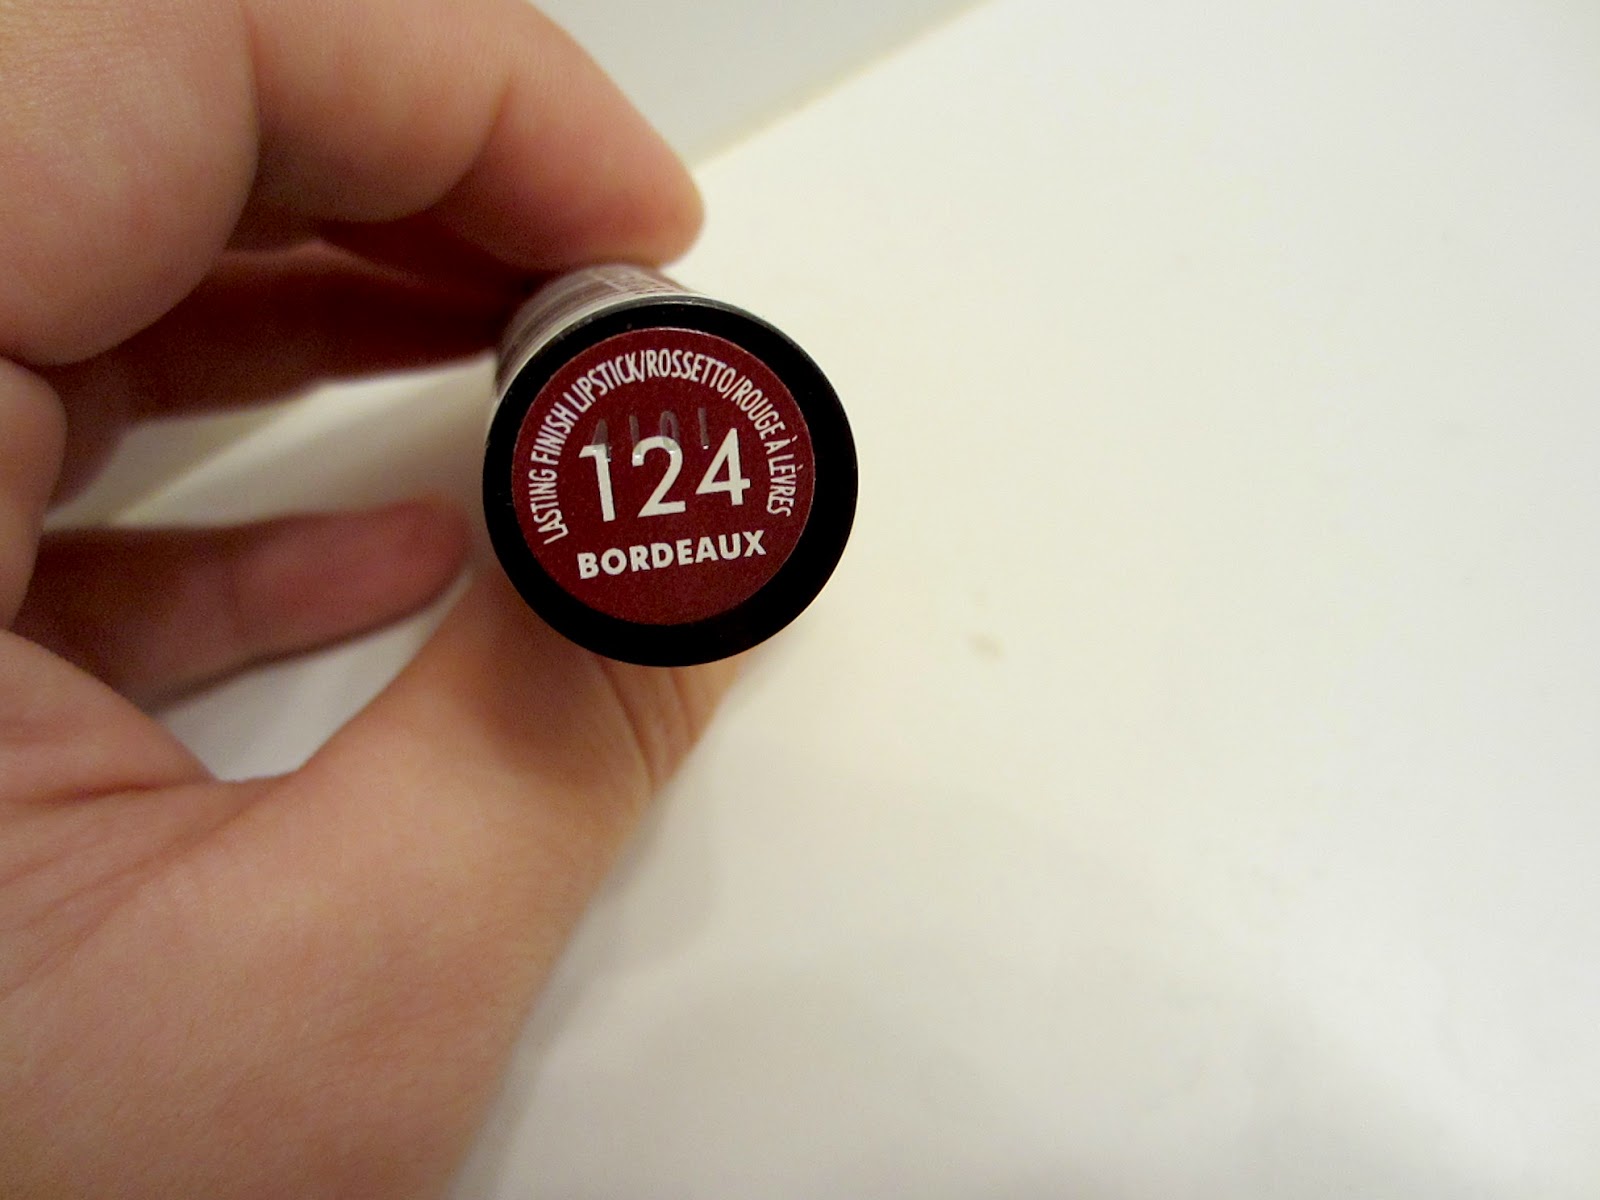 LASTING FINISH LIPSTICK/ROSSETTO/ROUGE À LÈVRES
124
BORDEAUX